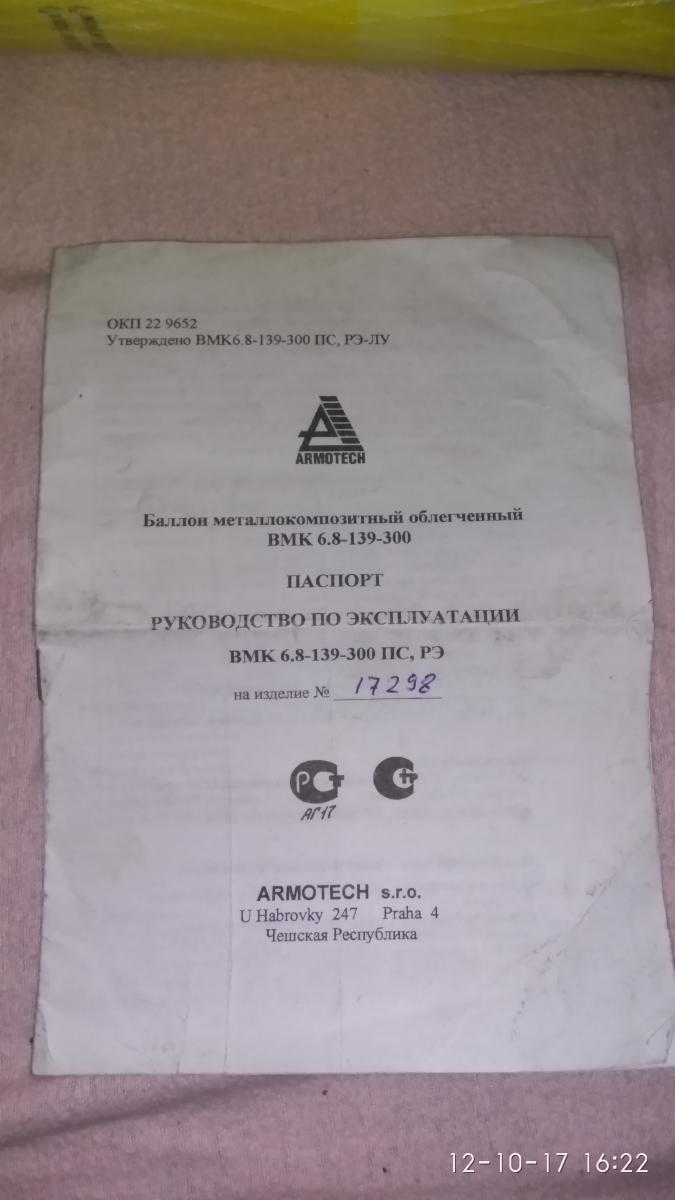 ОКП 22 9652
Утверждено ВМК6.8-139-300 ПС, РЭ-ЛУ
ARMOTECH
Баллон металлокомпозитный облегченный
ВМК 6.8-139-300
ПАСПОРТ
РУКОВОДСТВО ПО ЭКСПЛУАТАЦИИ
ВМК 6.8-139-300 ПС, РЭ
на изделие № 17298
РСТ
АГ17
ARMOTECH s.r.o.
U Habrovky 247 Praha 4
Чешская Республика
12-10-17 16:22